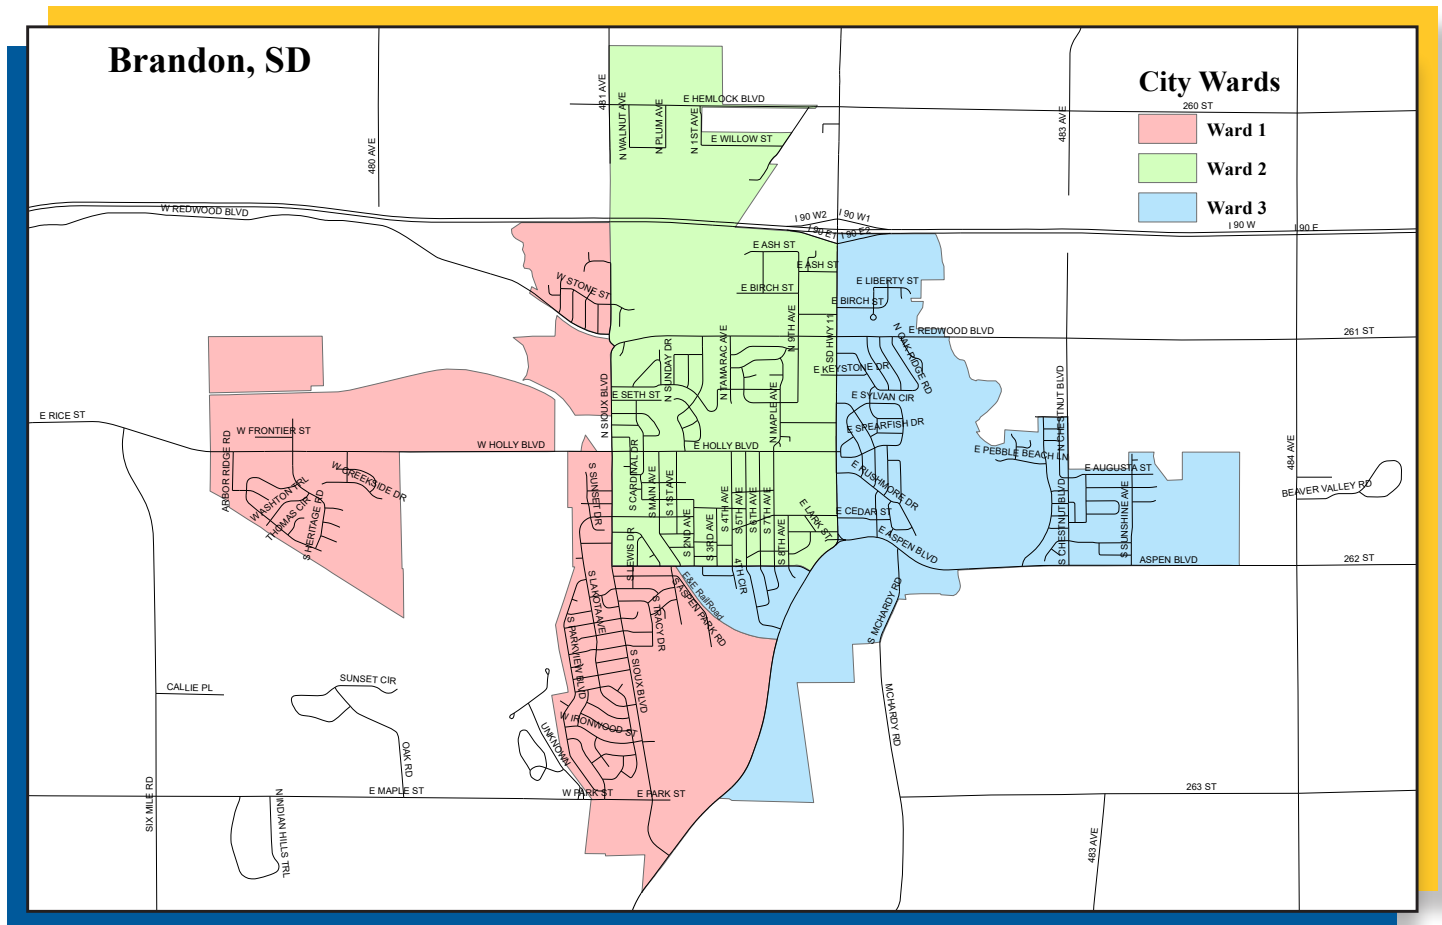 Brandon, SD
City Wards
Ward 1
Ward 2
Ward 3
480 AVE
481 AVE
N WALNUT AVE
N PLUM AVE
N 1ST AVE
E HEMLOCK BLVD
E WILLOW ST
483 AVE
260 ST
W REDWOOD BLVD
I 90 W2
I 90 W1
I 90 E1
I 90 E2
I 90 W
I 90 E
W STONE ST
E ASH ST
E ASH ST
E BIRCH ST
E BIRCH ST
E LIBERTY ST
N 9TH AVE
SD HWY 11
E REDWOOD BLVD
261 ST
N OAK RIDGE RD
N SUNDAY DR
N TAMARAC AVE
E KEYSTONE DR
N SIOUX BLVD
E SETH ST
N MAPLE AVE
E SYLVAN CIR
E SPEARFISH DR
N CHESTNUT BLVD
E RICE ST
W FRONTIER ST
ARBOR RIDGE RD
W HOLLY BLVD
E HOLLY BLVD
E PEBBLE BEACH LN
484 AVE
W CREEKSIDE DR
W ASHTON TRL
THOMAS CIR
S HERITAGE RD
S SUNSET DR
S CARDINAL DR
S MAIN AVE
S 1ST AVE
S 2ND AVE
S 3RD AVE
S 4TH AVE
S 5TH AVE
S 6TH AVE
S 7TH AVE
S 8TH AVE
E LARK ST
E RUSHMORE DR
E CEDAR ST
E ASPEN BLVD
S CHESTNUT BLVD
E AUGUSTA ST
S SUNSHINE AVE
BEAVER VALLEY RD
ASPEN BLVD
262 ST
S LEWIS DR
S LAKOTA AVE
S PARKVIEW BLVD
S TRACY DR
S ASPEN PARK RD
E&E RailRoad
4TH CIR
S MCHARDY RD
S SIOUX BLVD
W IRONWOOD ST
CALLIE PL
SUNSET CIR
OAK RD
UNKNOWN
MCHARDY RD
SIX MILE RD
E MAPLE ST
W PARK ST
E PARK ST
263 ST
N INDIAN HILLS TRL
483 AVE